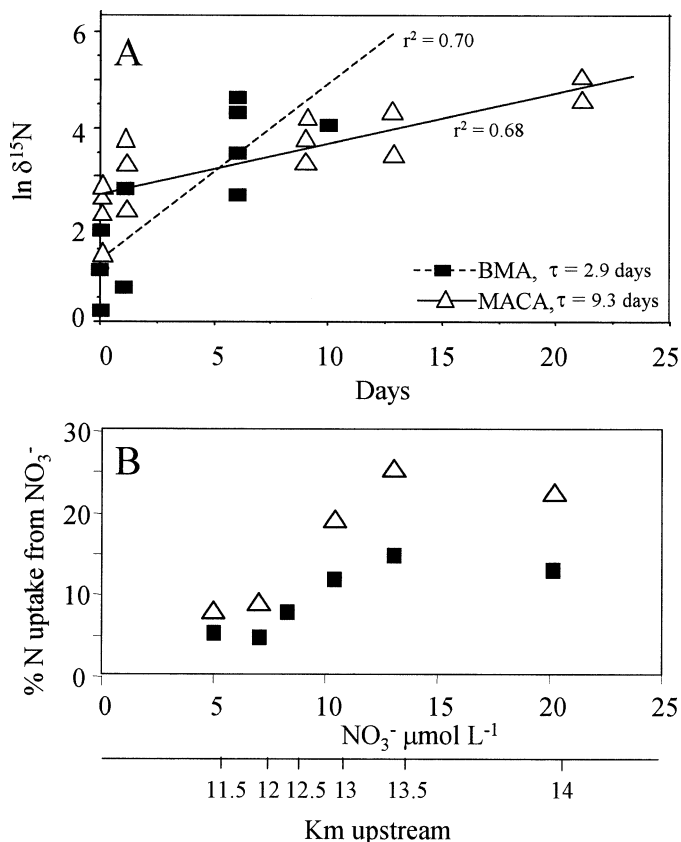 A
6
4
2
0
ln δ¹⁵N
r² = 0.70
r² = 0.68
BMA, τ = 2.9 days
MACA, τ = 9.3 days
0 5 10 15 20 25
Days
B
30
20
10
0
% N uptake from NO₃⁻
0 5 10 15 20 25
NO₃⁻ µmol L⁻¹
11.5 12 12.5 13 13.5 14
Km upstream